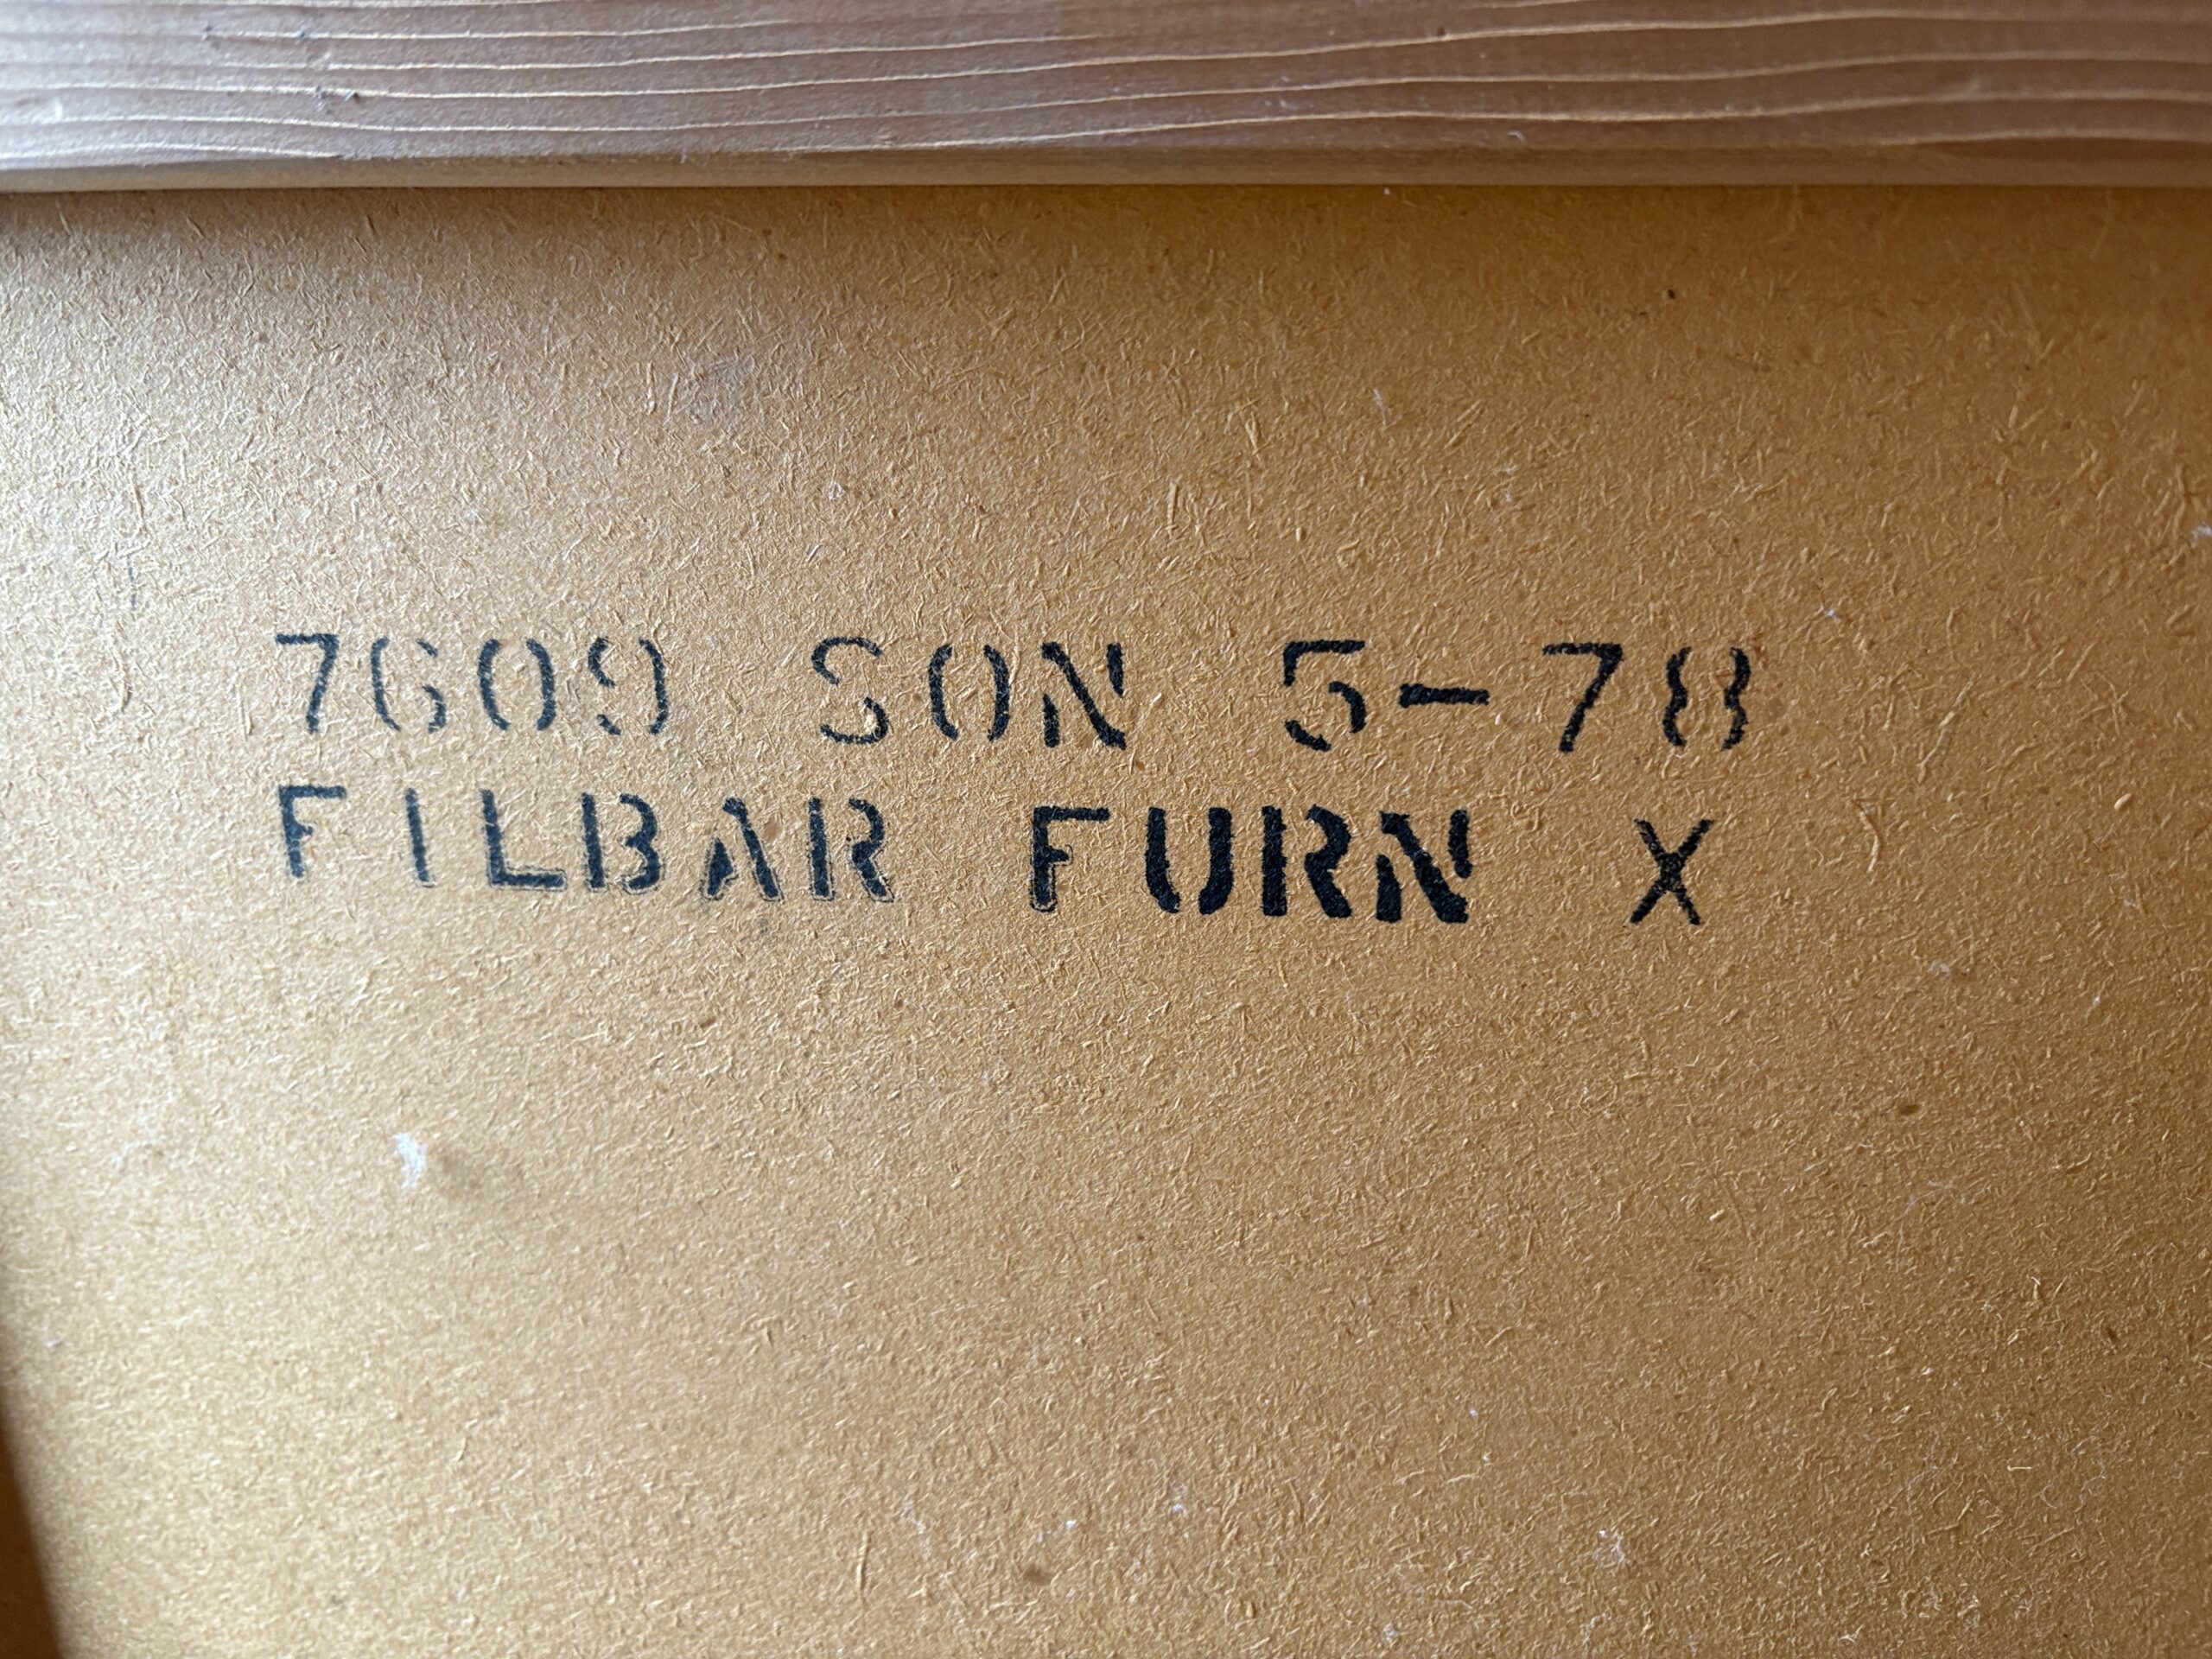 7609 SON 5-78
FILBAR FURN X